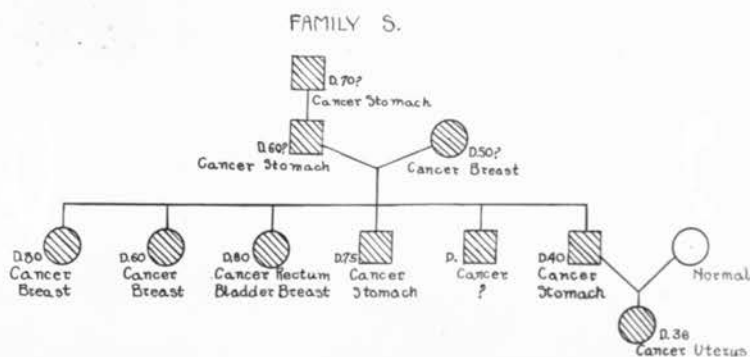 FAMILY S.
D.70?
Cancer Stomach
D.60?
Cancer Stomach
D.50?
Cancer Breast
D.80
Cancer
Breast
D.60
Cancer
Breast
D.80
Cancer Rectum
Bladder Breast
D.75
Cancer
Stomach
D.
Cancer
?
D.40
Cancer
Stomach
Normal
D.36
Cancer Uterus